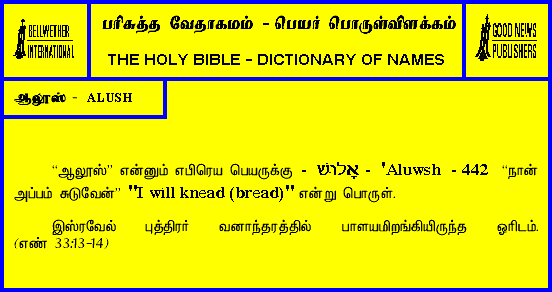 BELLWETHER
INTERNATIONAL
பரிசுத்த வேதாகமம் - பெயர் பொருள்விளக்கம்
THE HOLY BIBLE - DICTIONARY OF NAMES
GOOD NEWS
PUBLISHERS
ஆலூஸ் - ALUSH
“ஆலூஸ்” என்னும் எபிரெய பெயருக்கு - אָלוּשׁ - 'Aluwsh - 442 “நான்
அப்பம் சுடுவேன்” "I will knead (bread)" என்று பொருள்.
இஸ்ரவேல் புத்திரர் வனாந்தரத்தில் பாளயமிறங்கியிருந்த ஓரிடம்.
(எண் 33:13-14)